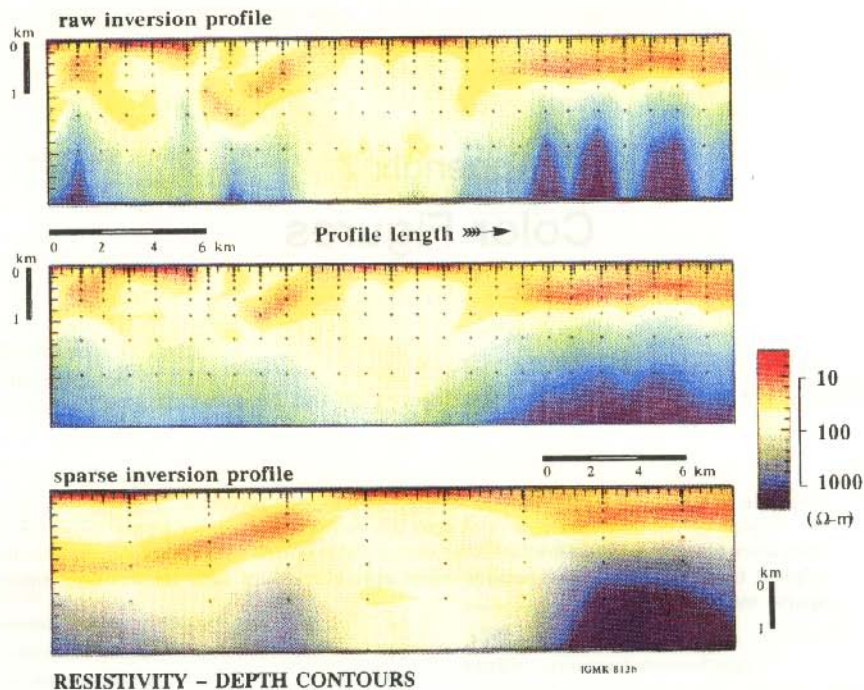 raw inversion profile
km
0
1
0 2 4 6 km
Profile length
km
0
1
10
100
1000
(Ω-m)
sparse inversion profile
0 2 4 6 km
km
1
RESISTIVITY – DEPTH CONTOURS